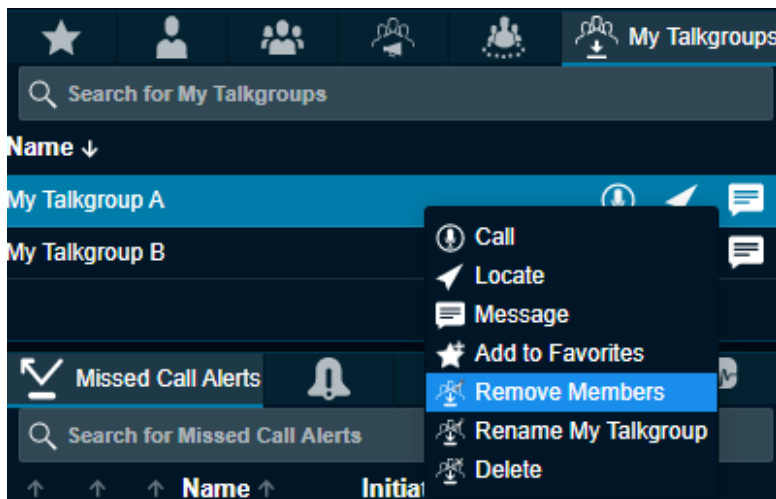 My Talkgroups
Search for My Talkgroups
Name ↓
My Talkgroup A
My Talkgroup B
Call
Locate
Message
Add to Favorites
Remove Members
Rename My Talkgroup
Delete
Missed Call Alerts
Search for Missed Call Alerts
↑ ↑ ↑ Name ↑